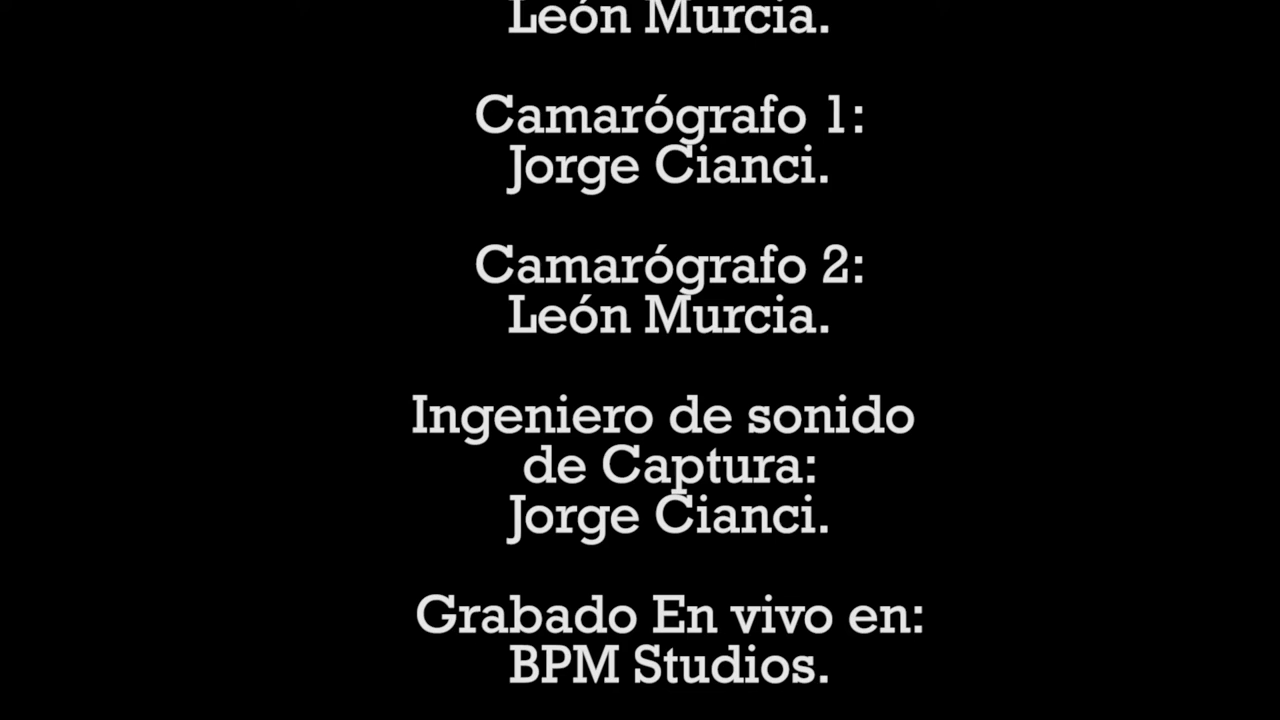 León Murcia.
Camarógrafo 1:
Jorge Cianci.
Camarógrafo 2:
León Murcia.
Ingeniero de sonido
de Captura:
Jorge Cianci.
Grabado En vivo en:
BPM Studios.